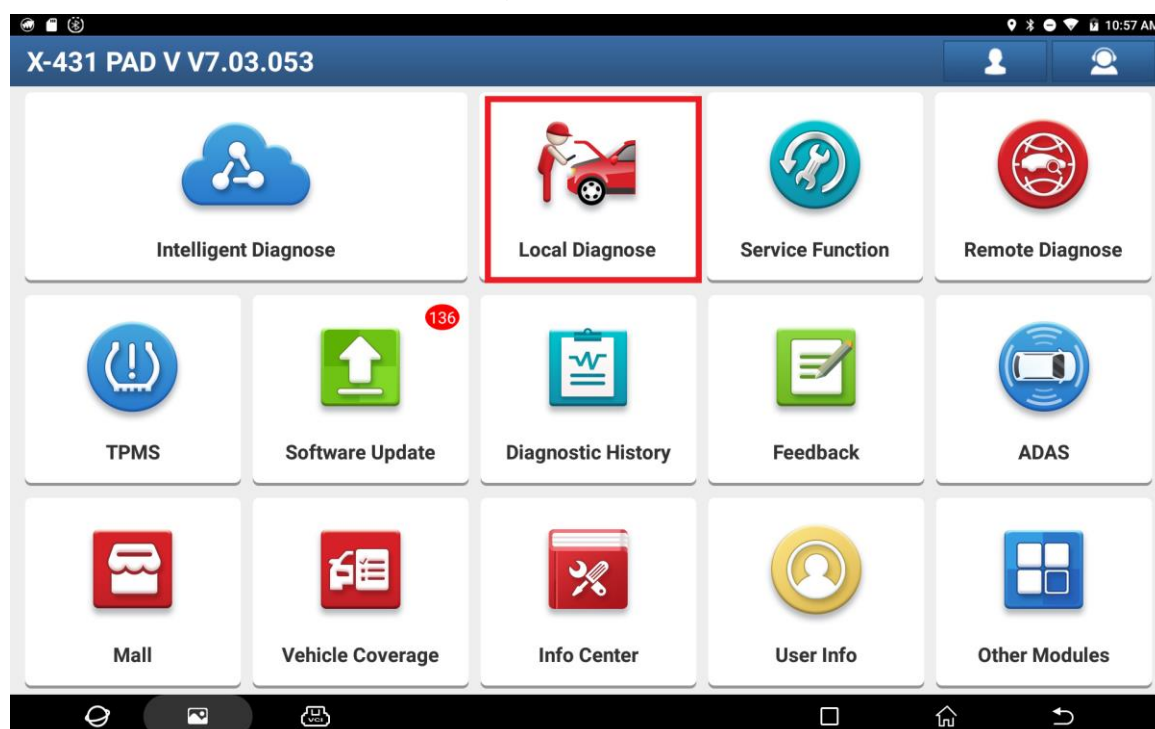 10:57 AM
X-431 PAD V V7.03.053
Intelligent Diagnose
Local Diagnose
Service Function
Remote Diagnose
136
TPMS
Software Update
Diagnostic History
Feedback
ADAS
Mall
Vehicle Coverage
Info Center
User Info
Other Modules
VCI